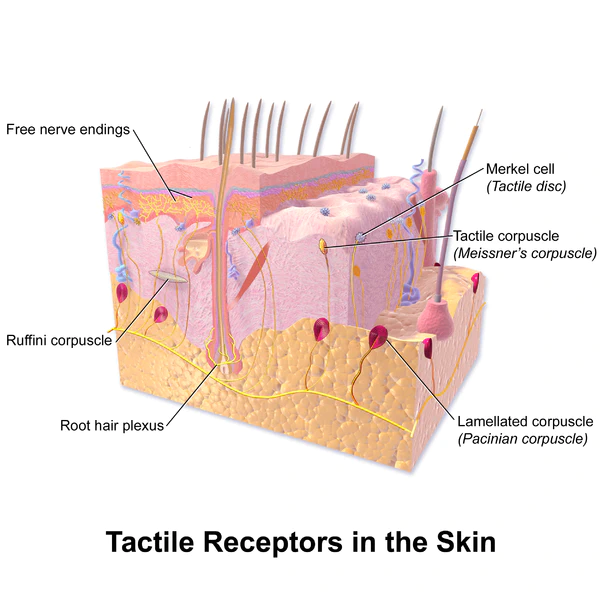 Free nerve endings
Merkel cell
(Tactile disc)
Tactile corpuscle
(Meissner's corpuscle)
Ruffini corpuscle
Root hair plexus
Lamellated corpuscle
(Pacinian corpuscle)
Tactile Receptors in the Skin